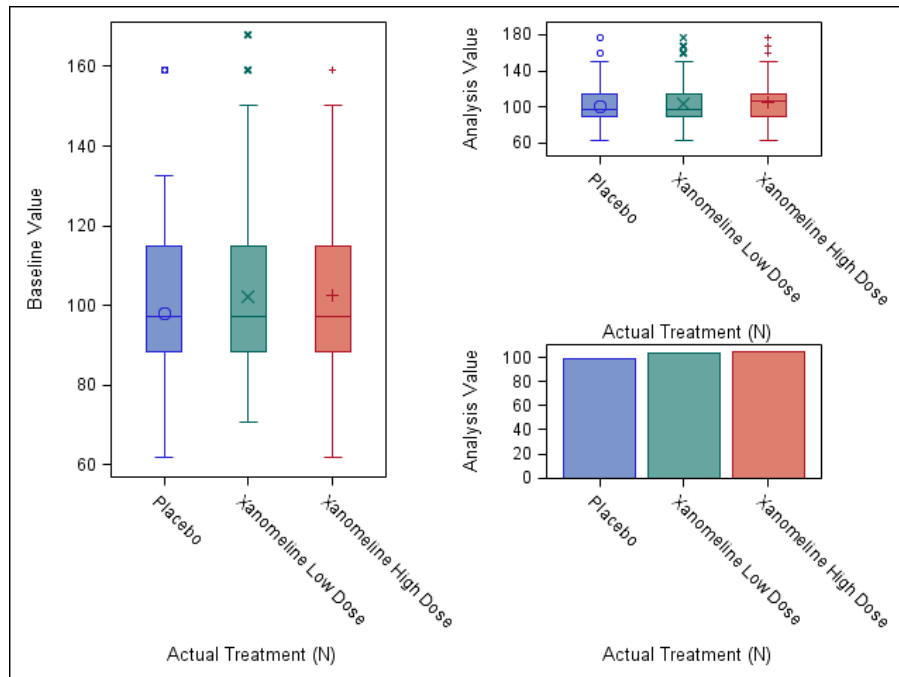 Baseline Value
160
140
120
100
80
60
Placebo
Xanomeline Low Dose
Xanomeline High Dose
Actual Treatment (N)
Analysis Value
180
140
100
60
Placebo
Xanomeline Low Dose
Xanomeline High Dose
Actual Treatment (N)
Analysis Value
100
80
60
40
20
0
Placebo
Xanomeline Low Dose
Xanomeline High Dose
Actual Treatment (N)